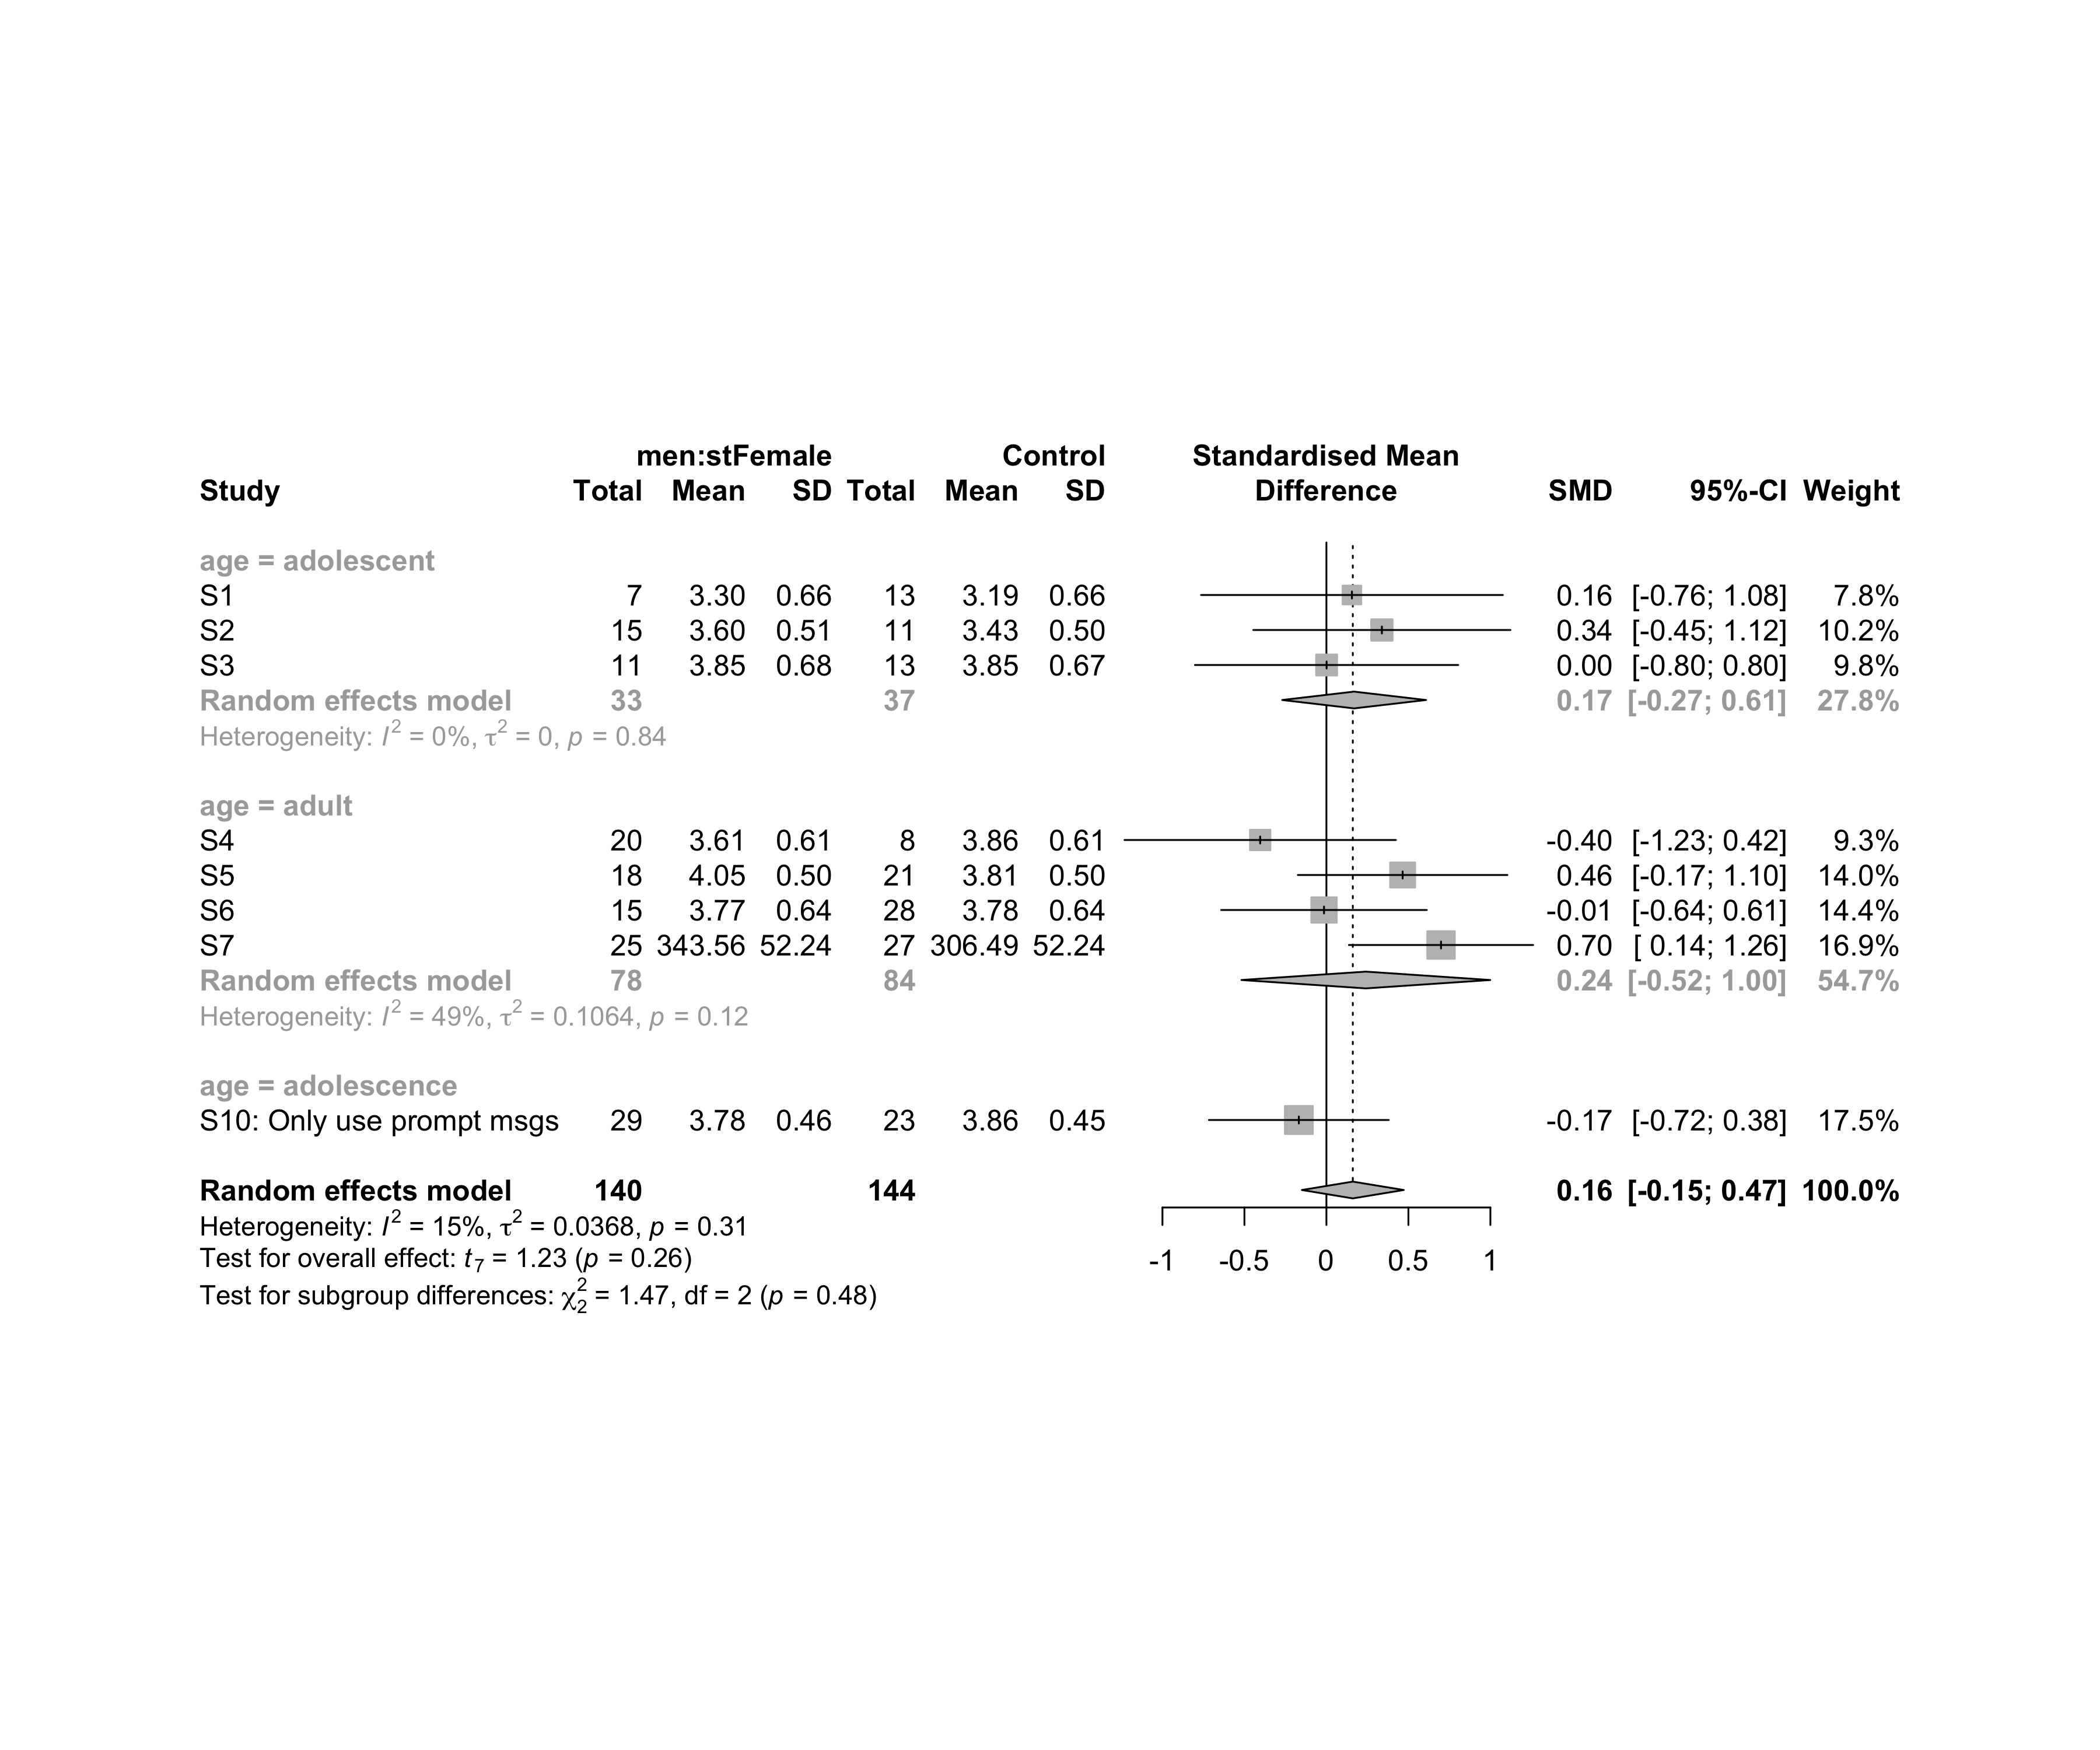 men:stFemale Control Standardised Mean
Study Total Mean SD Total Mean SD Difference SMD 95%-CI Weight
age = adolescent
S1 7 3.30 0.66 13 3.19 0.66 0.16 [-0.76; 1.08] 7.8%
S2 15 3.60 0.51 11 3.43 0.50 0.34 [-0.45; 1.12] 10.2%
S3 11 3.85 0.68 13 3.85 0.67 0.00 [-0.80; 0.80] 9.8%
Random effects model 33 37 0.17 [-0.27; 0.61] 27.8%
Heterogeneity: I² = 0%, τ² = 0, p = 0.84
age = adult
S4 20 3.61 0.61 8 3.86 0.61 -0.40 [-1.23; 0.42] 9.3%
S5 18 4.05 0.50 21 3.81 0.50 0.46 [-0.17; 1.10] 14.0%
S6 15 3.77 0.64 28 3.78 0.64 -0.01 [-0.64; 0.61] 14.4%
S7 25 343.56 52.24 27 306.49 52.24 0.70 [ 0.14; 1.26] 16.9%
Random effects model 78 84 0.24 [-0.52; 1.00] 54.7%
Heterogeneity: I² = 49%, τ² = 0.1064, p = 0.12
age = adolescence
S10: Only use prompt msgs 29 3.78 0.46 23 3.86 0.45 -0.17 [-0.72; 0.38] 17.5%
Random effects model 140 144 0.16 [-0.15; 0.47] 100.0%
Heterogeneity: I² = 15%, τ² = 0.0368, p = 0.31
Test for overall effect: t₇ = 1.23 (p = 0.26)
-1 -0.5 0 0.5 1
Test for subgroup differences: χ²₂ = 1.47, df = 2 (p = 0.48)